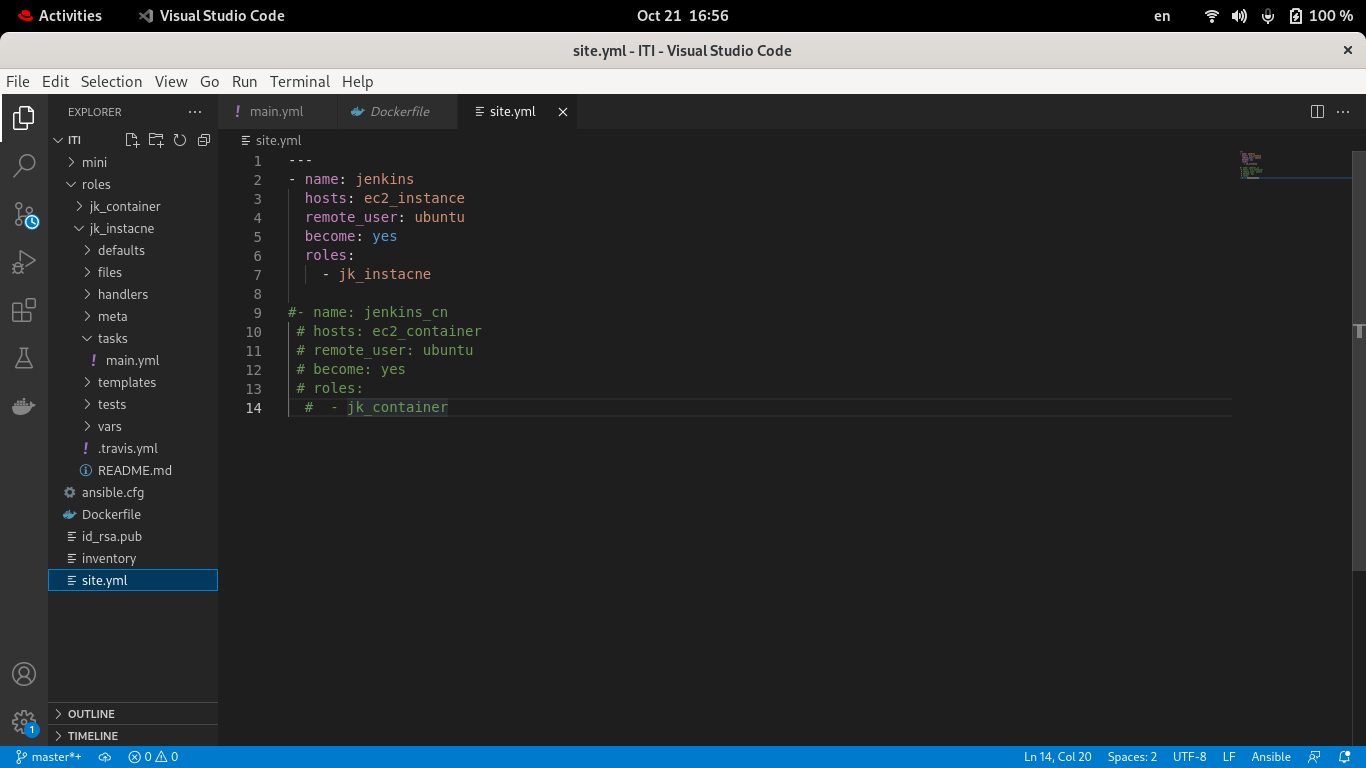 Activities Visual Studio Code Oct 21 16:56 en 100 %
site.yml - ITI - Visual Studio Code
File Edit Selection View Go Run Terminal Help
EXPLORER
main.yml Dockerfile site.yml
ITI
site.yml
mini
roles
jk_container
jk_instacne
defaults
files
handlers
meta
tasks
main.yml
templates
tests
vars
.travis.yml
README.md
ansible.cfg
Dockerfile
id_rsa.pub
inventory
site.yml
1 ---
2 - name: jenkins
3 hosts: ec2_instance
4 remote_user: ubuntu
5 become: yes
6 roles:
7 - jk_instacne
8
9 #- name: jenkins_cn
10 # hosts: ec2_container
11 # remote_user: ubuntu
12 # become: yes
13 # roles:
14 # - jk_container
OUTLINE
1
TIMELINE
master*+ 0 0 Ln 14, Col 20 Spaces: 2 UTF-8 LF Ansible